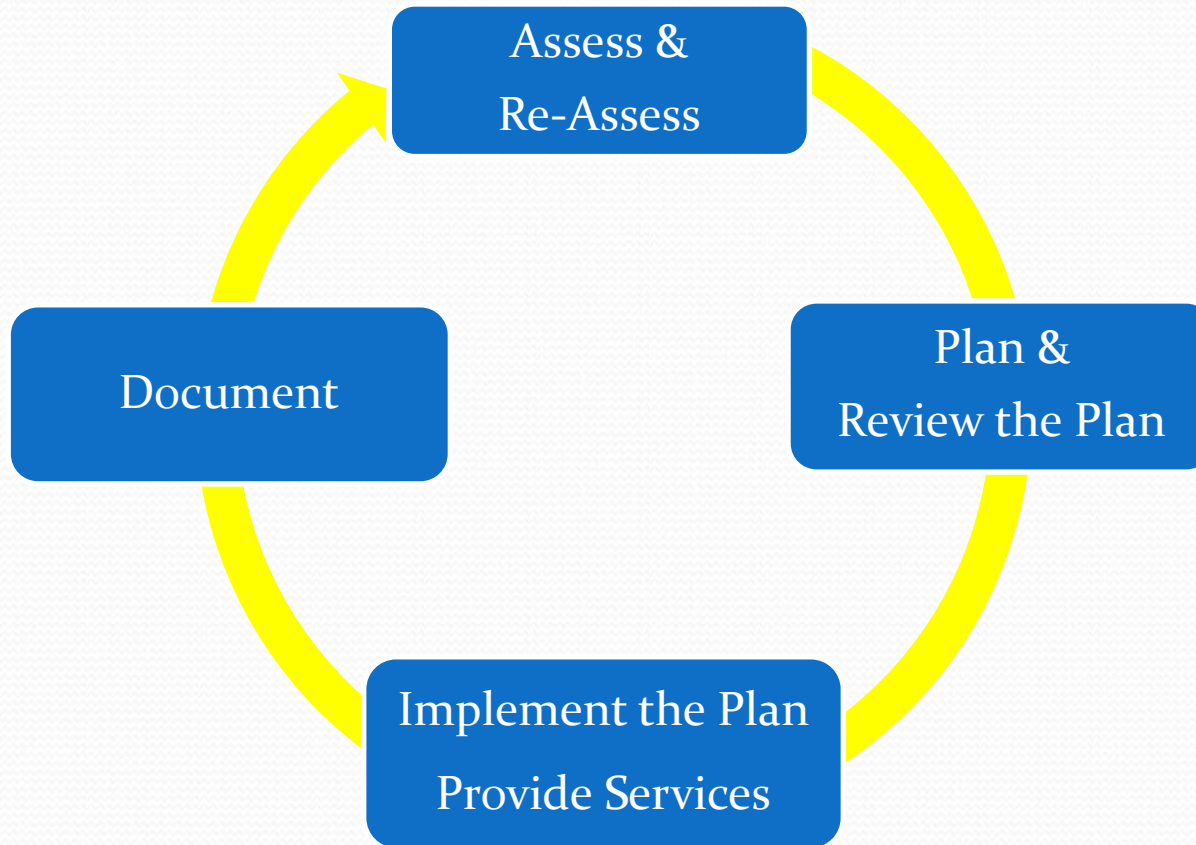 Assess &
Re-Assess
Plan &
Review the Plan
Implement the Plan
Provide Services
Document